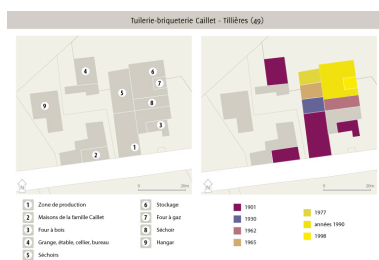 Tuilerie-briqueterie Caillet - Tillières (49)
4
6
7
5
9
8
3
2
1
N
0
20m
N
0
20m
1 Zone de production
2 Maisons de la famille Caillet
3 Four à bois
4 Grange, étable, cellier, bureau
5 Séchoirs
6 Stockage
7 Four à gaz
8 Séchoir
9 Hangar
1901
1930
1962
1965
1977
années 1990
1998